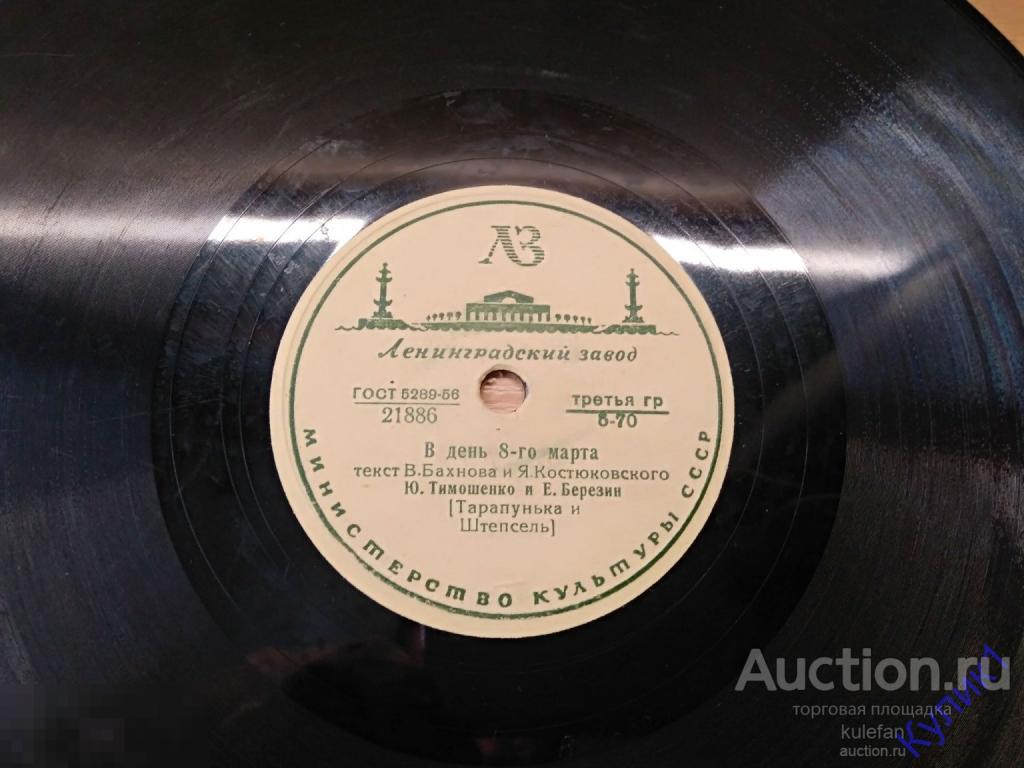 ЛЗ
Ленинградский завод
ГОСТ 5289-56
21886
третья гр
8-70
В день 8-го марта
текст В.Бахнова и Я.Костюковского
Ю. Тимошенко и Е. Березин
[Тарапунька и
Штепсель]
МИНИСТЕРСТВО КУЛЬТУРЫ СССР
Auction.ru
торговая площадка
kulefan
auction.ru